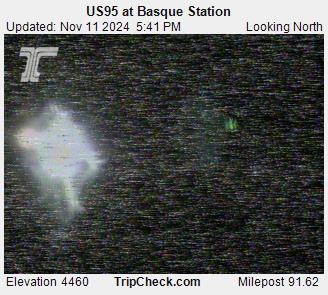 US95 at Basque Station
Updated: Nov 11 2024 5:41 PM Looking North
Elevation 4460 TripCheck.com Milepost 91.62